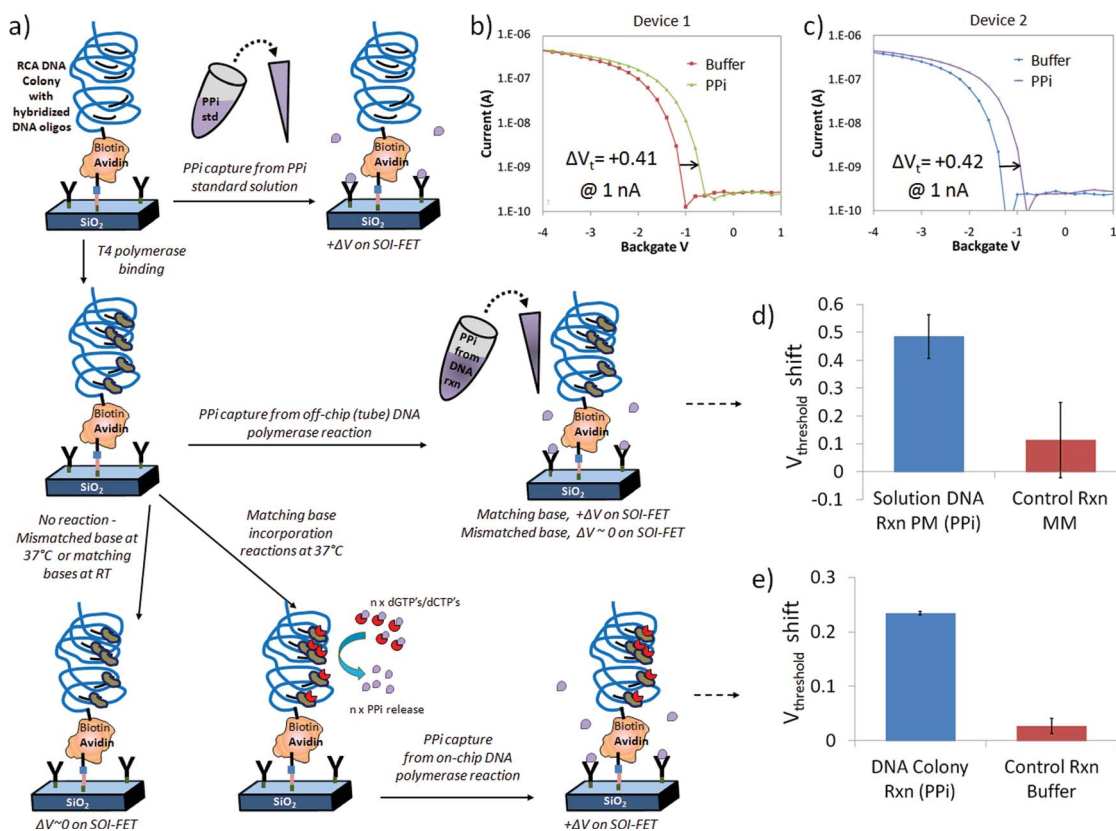 a)
RCA DNA
Colony
with
hybridized
DNA oligos
Biotin
Avidin
SiO2
PPi
std
PPi capture from PPi
standard solution
Biotin
Avidin
SiO2
+ΔV on SOI-FET
b)
Device 1
1.E-06
1.E-07
1.E-08
1.E-09
1.E-10
Current (A)
Buffer
PPi
ΔVt= +0.41
@ 1 nA
-4
-3
-2
-1
0
1
Backgate V
c)
Device 2
1.E-06
1.E-07
1.E-08
1.E-09
1.E-10
Current (A)
Buffer
PPi
ΔVt= +0.42
@ 1 nA
-4
-3
-2
-1
0
1
Backgate V
T4 polymerase
binding
Biotin
Avidin
SiO2
PPi capture from off-chip (tube) DNA
polymerase reaction
PPi
from
DNA
rxn
Biotin
Avidin
SiO2
Matching base, +ΔV on SOI-FET
Mismatched base, ΔV ~ 0 on SOI-FET
d)
Vthreshold shift
0.6
0.5
0.4
0.3
0.2
0.1
0
-0.1
Solution DNA
Rxn PM (PPi)
Control Rxn
MM
No reaction -
Mismatched base at
37°C or matching
bases at RT
Matching base
incorporation
reactions at 37°C
Biotin
Avidin
SiO2
ΔV~0 on SOI-FET
n x dGTP's/dCTP's
n x PPi release
Biotin
Avidin
SiO2
PPi capture
from on-chip DNA
polymerase reaction
Biotin
Avidin
SiO2
+ΔV on SOI-FET
e)
Vthreshold shift
0.3
0.2
0.1
0
DNA Colony
Rxn (PPi)
Control Rxn
Buffer